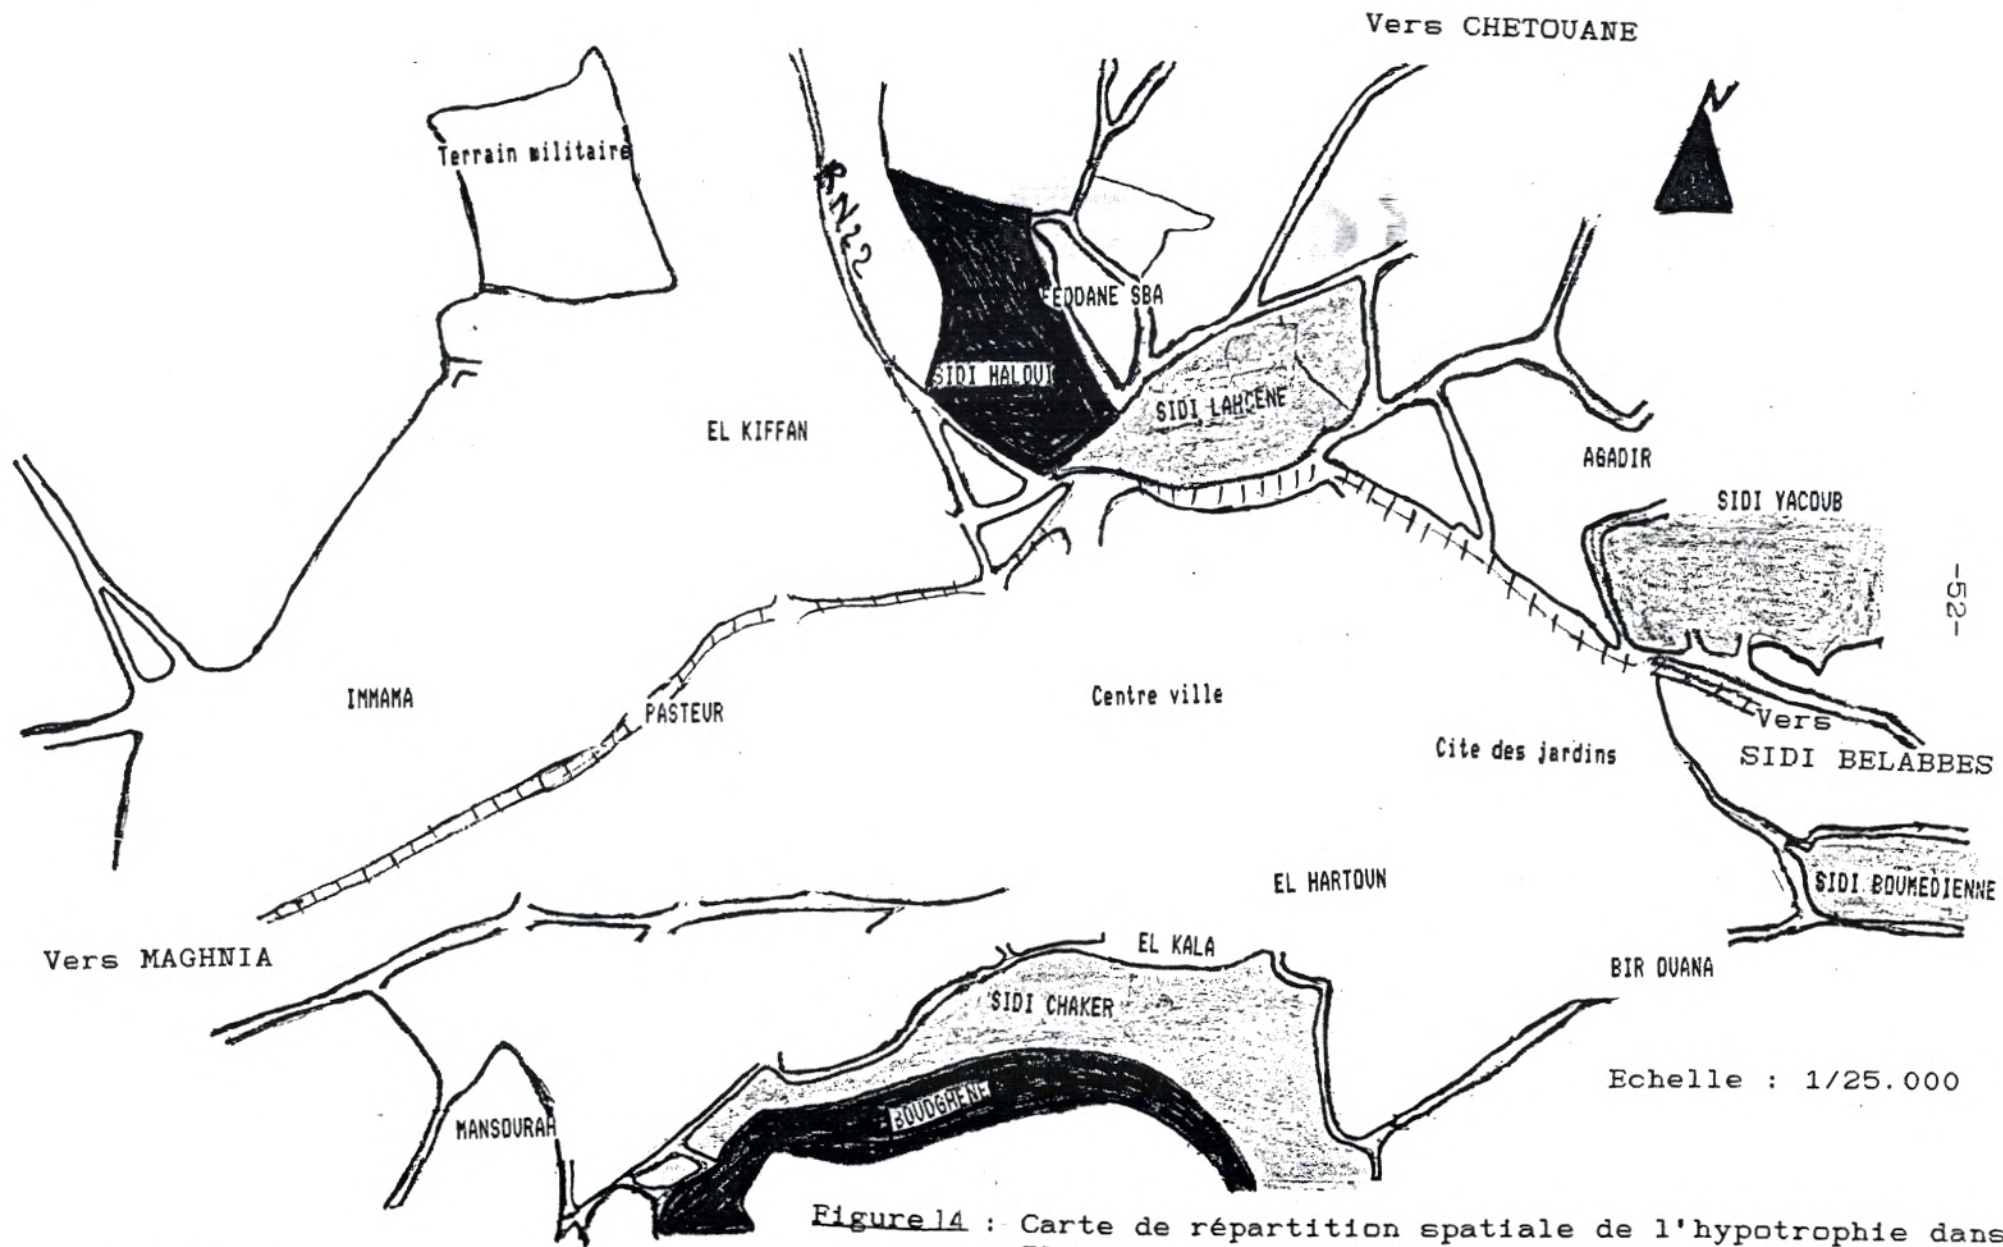 Vers CHETOUANE
N
Terrain militaire
RN22
FEDDANE SBA
SIDI HALOUI
SIDI LAHCENE
EL KIFFAN
AGADIR
SIDI YACOUB
-52-
IMMAMA
PASTEUR
Centre ville
Cite des jardins
Vers
SIDI BELABBES
EL HARTOUN
SIDI BOUMEDIENNE
Vers MAGHNIA
EL KALA
BIR OUANA
SIDI CHAKER
Echelle : 1/25.000
BOUDGHENE
MANSOURAH
Figure 14 : Carte de répartition spatiale de l'hypotrophie dans